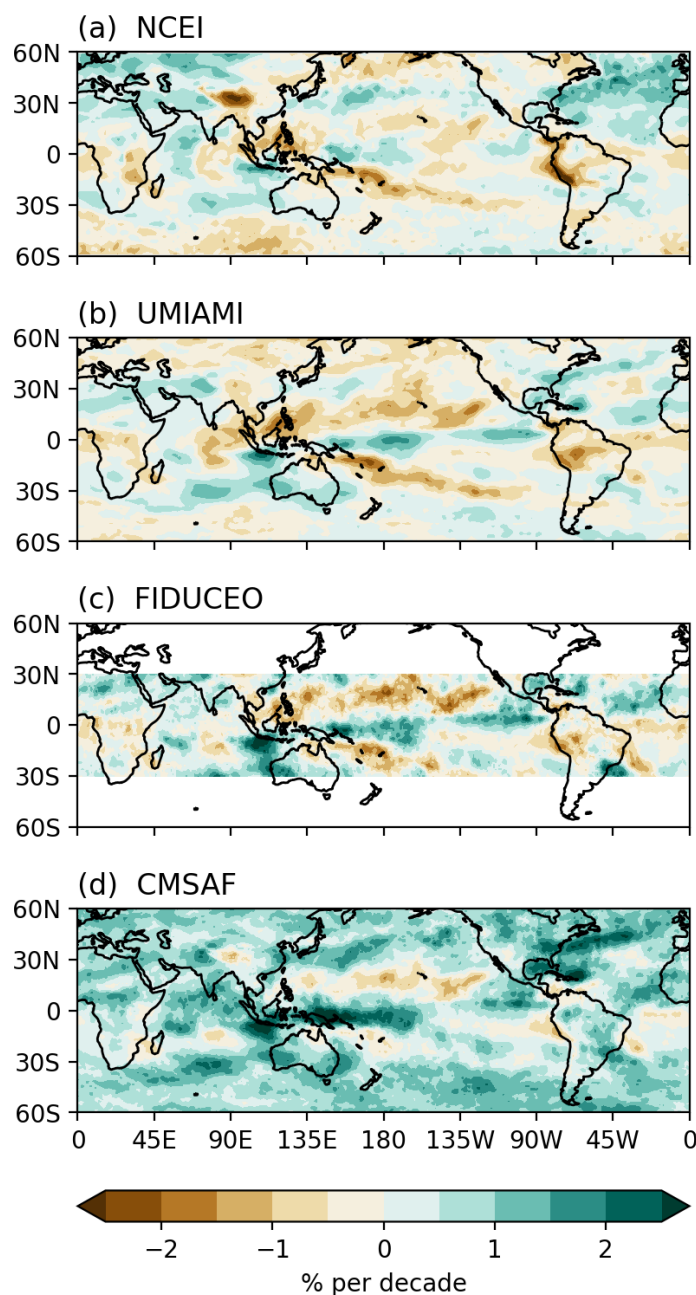 (a) NCEI
60N
30N
0
30S
60S
(b) UMIAMI
60N
30N
0
30S
60S
(c) FIDUCEO
60N
30N
0
30S
60S
(d) CMSAF
60N
30N
0
30S
60S
0 45E 90E 135E 180 135W 90W 45W 0
−2 −1 0 1 2
% per decade